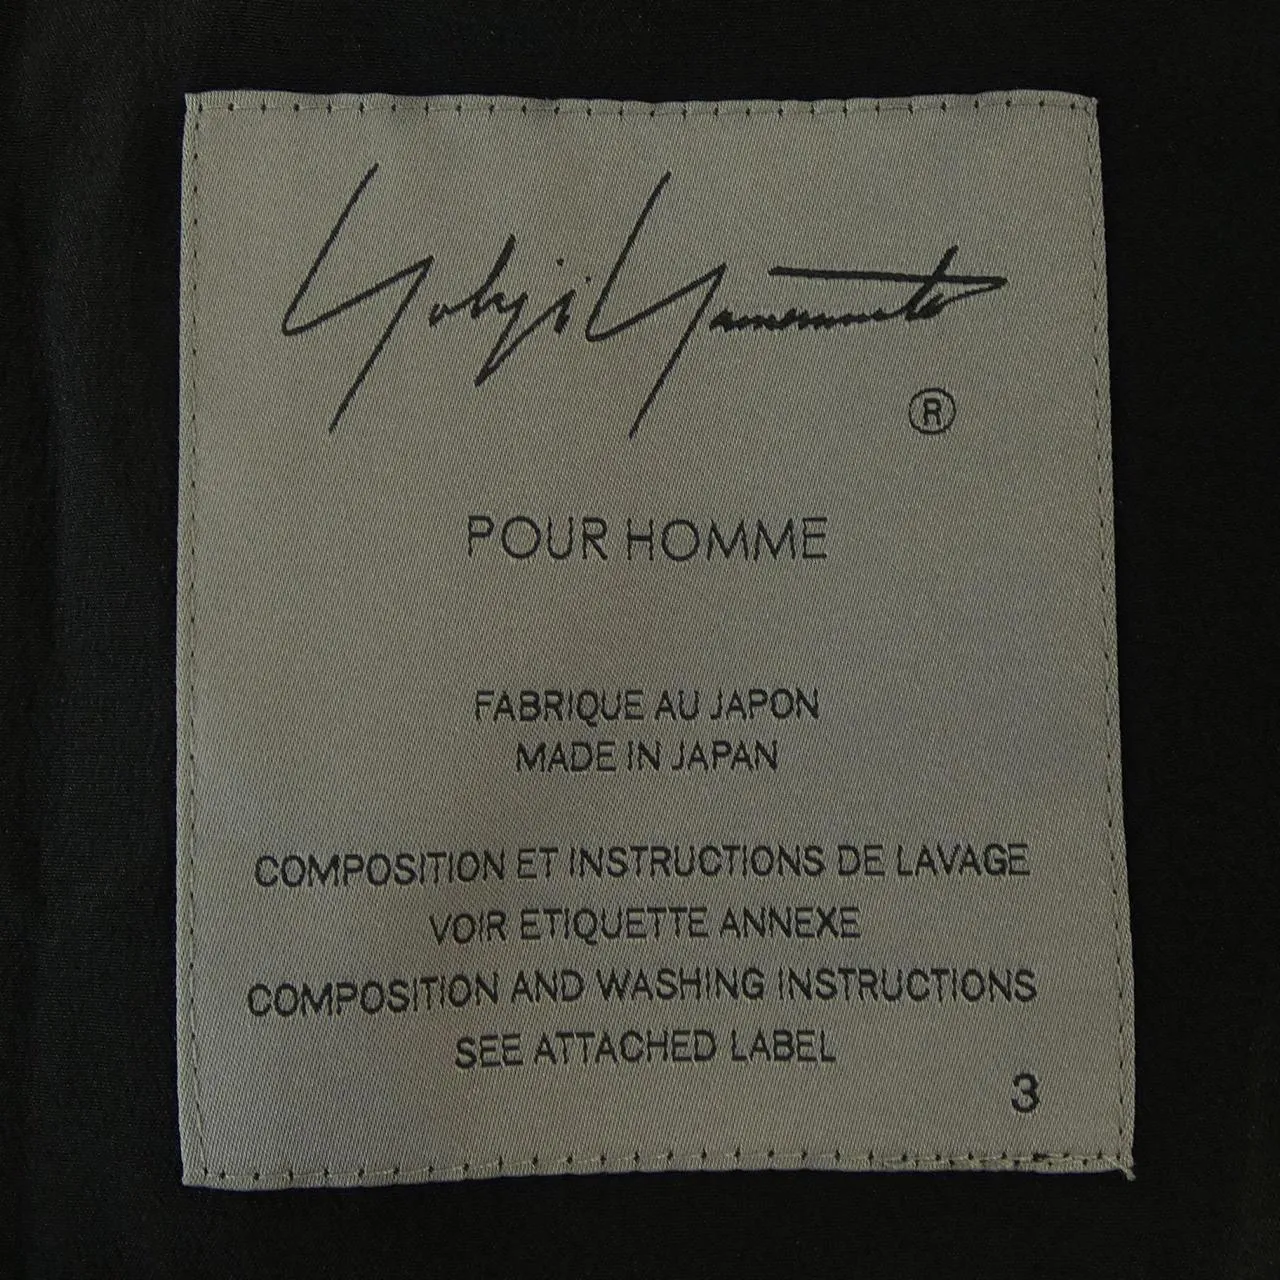 Yohji Yamamoto
®
POUR HOMME
FABRIQUE AU JAPON
MADE IN JAPAN
COMPOSITION ET INSTRUCTIONS DE LAVAGE
VOIR ETIQUETTE ANNEXE
COMPOSITION AND WASHING INSTRUCTIONS
SEE ATTACHED LABEL
3